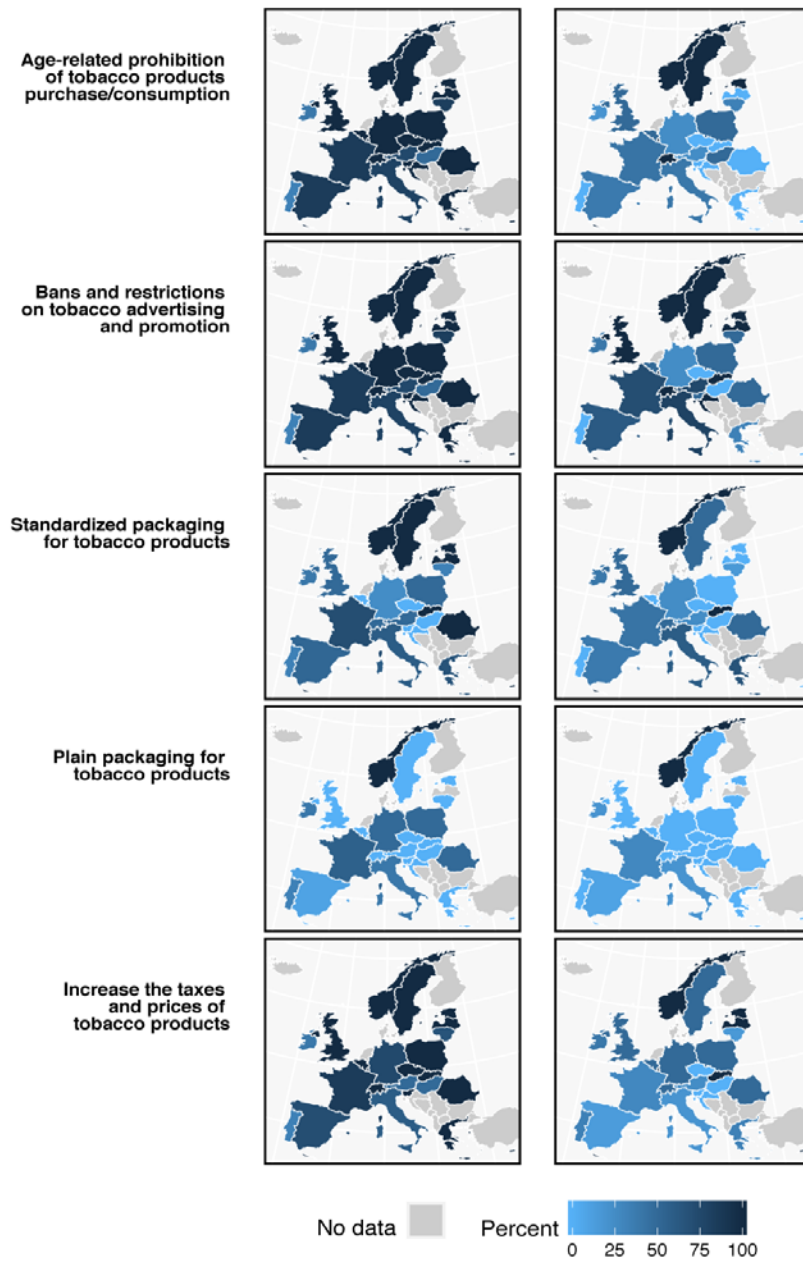 Age-related prohibition
of tobacco products
purchase/consumption
Bans and restrictions
on tobacco advertising
and promotion
Standardized packaging
for tobacco products
Plain packaging for
tobacco products
Increase the taxes
and prices of
tobacco products
No data
Percent
0 25 50 75 100